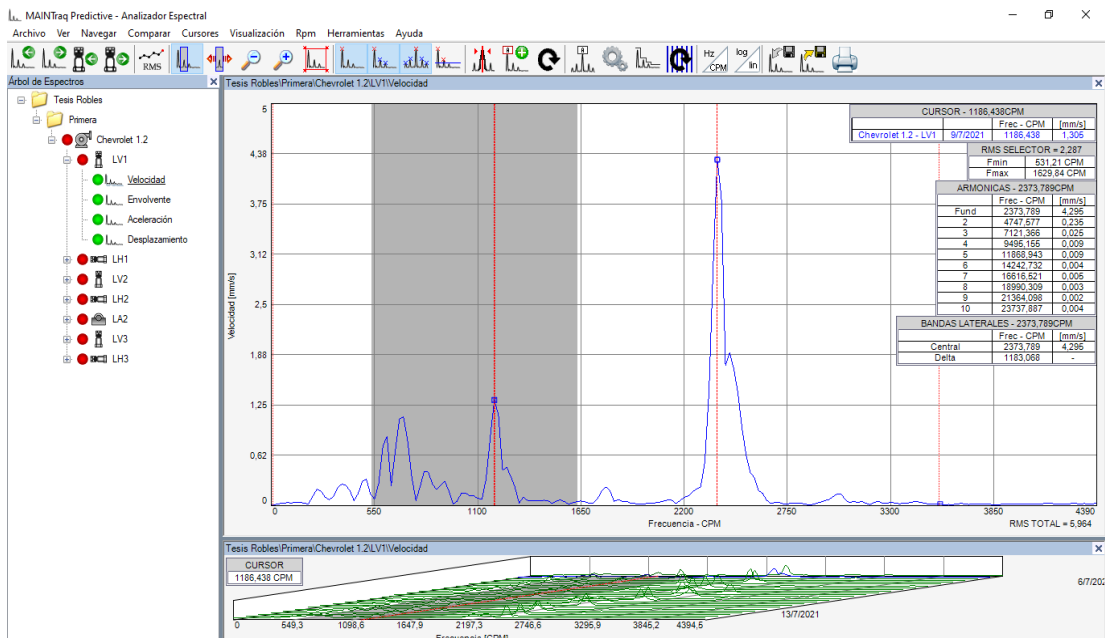 MAINTraq Predictive - Analizador Espectral
Archivo Ver Navegar Comparar Cursores Visualización Rpm Herramientas Ayuda
RMS
Hz
CPM
log
lin
Árbol de Espectros
Tesis Robles
Primera
Chevrolet 1.2
LV1
Velocidad
Envolvente
Aceleración
Desplazamiento
LH1
LV2
LH2
LA2
LV3
LH3
Tesis Robles\Primera\Chevrolet 1.2\LV1\Velocidad
Velocidad [mm/s]
5
4,38
3,75
3,12
2,5
1,88
1,25
0,62
0
0 550 1100 1650 2200 2750 3300 3850 4390
Frecuencia - CPM
RMS TOTAL = 5,964
CURSOR - 1186,438CPM
Frec - CPM [mm/s]
Chevrolet 1.2 - LV1 9/7/2021 1186,438 1,305
RMS SELECTOR = 2,287
Fmin 531,21 CPM
Fmax 1629,84 CPM
ARMONICAS - 2373,789CPM
Frec - CPM [mm/s]
Fund 2373,789 4,295
2 4747,577 0,235
3 7121,366 0,025
4 9495,155 0,009
5 11868,943 0,009
6 14242,732 0,004
7 16616,521 0,005
8 18990,309 0,003
9 21364,098 0,002
10 23737,887 0,004
BANDAS LATERALES - 2373,789CPM
Frec - CPM [mm/s]
Central 2373,789 4,295
Delta 1183,068 -
Tesis Robles\Primera\Chevrolet 1.2\LV1\Velocidad
CURSOR
1186,438 CPM
6/7/202
13/7/2021
0 549,3 1098,6 1647,9 2197,3 2746,6 3295,9 3845,2 4394,5
Frecuencia [CPM]